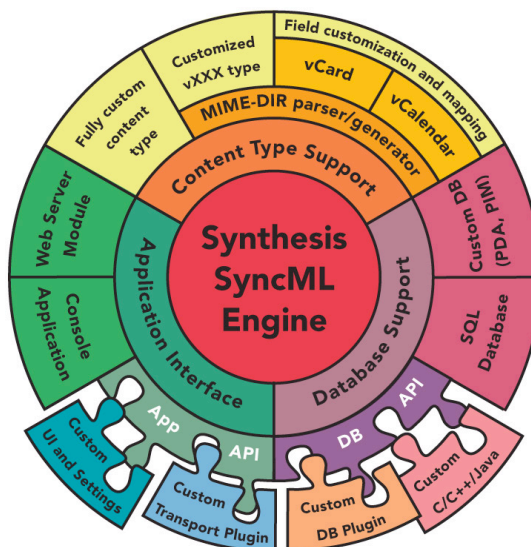 Field customization and mapping
Customized
vXXX type
vCard
vCalendar
Fully custom
content
type
MIME-DIR parser/generator
Content Type Support
Web Server
Module
Custom DB
(PDA, PIM)
Synthesis
SyncML
Engine
Application Interface
Database Support
Console
Application
SQL
Database
APP
API
DB
API
Custom
UI and Settings
Custom
Transport Plugin
Custom
DB Plugin
Custom
C/C++/Java